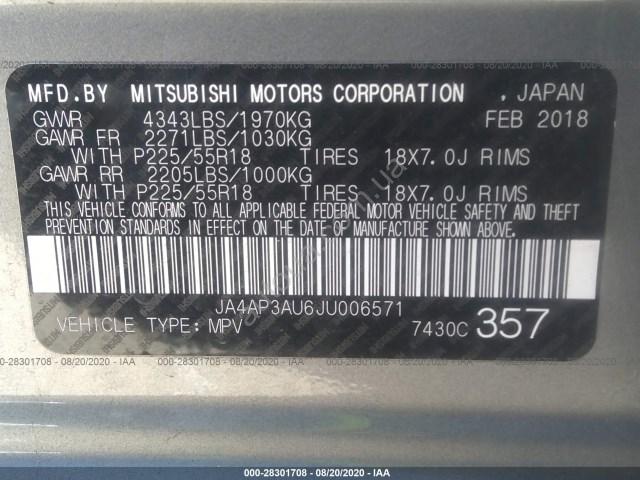 MFD.BY MITSUBISHI MOTORS CORPORATION . JAPAN
GVWR 4343LBS/1970KG FEB 2018
GAWR FR 2271LBS/1030KG
WITH P225/55R18 TIRES 18X7.0J RIMS
GAWR RR 2205LBS/1000KG
WITH P225/55R18 TIRES 18X7.0J RIMS
THIS VEHICLE CONFORMS TO ALL APPLICABLE FEDERAL MOTOR VEHICLE SAFETY AND THEFT
PREVENTION STANDARDS IN EFFECT ON THE DATE OF MANUFACTURE SHOWN ABOVE.
JA4AP3AU6JU006571
VEHICLE TYPE:MPV 7430C 357
000-28301708 - 08/20/2020 - IAA